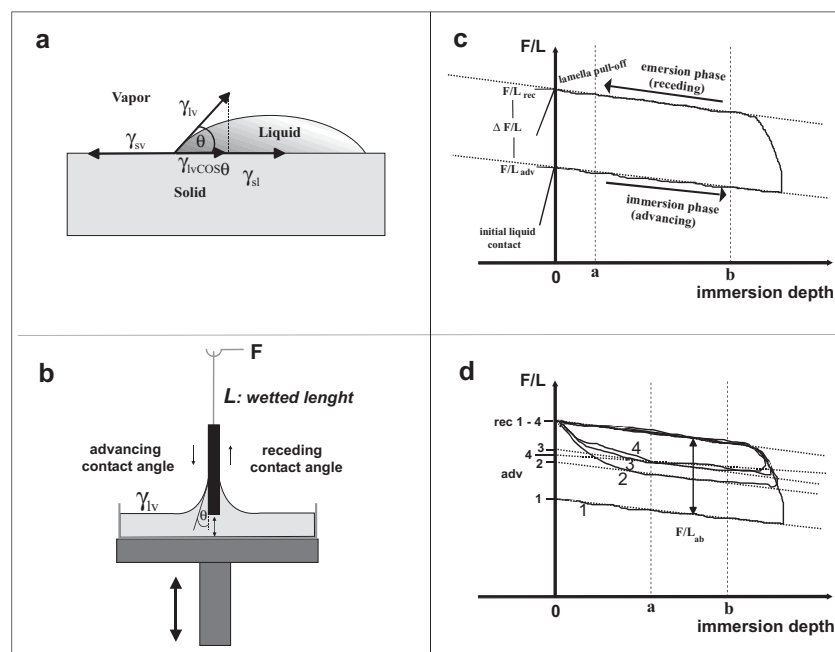 a
Vapor
γlv
γsv
θ
Liquid
γlvCOSθ
γsl
Solid
b
F
L: wetted lenght
advancing
contact angle
receding
contact angle
γlv
θ
c
F/L
lamella pull-off
emersion phase
(receding)
F/L rec
Δ F/L
F/L adv
immersion phase
(advancing)
initial liquid
contact
0
a
b
immersion depth
d
F/L
rec 1 - 4
3
4
2
adv
1
4
3
2
1
F/Lab
0
a
b
immersion depth